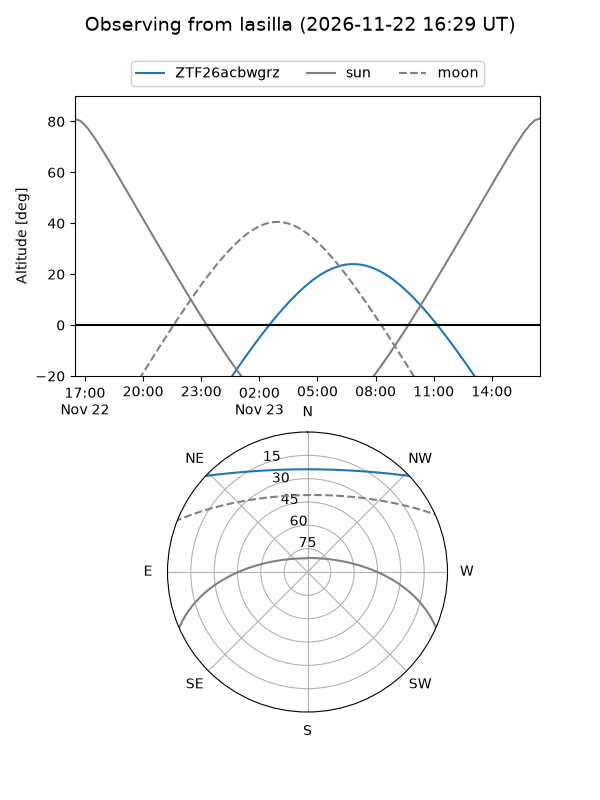 Observing from lasilla (2026-11-22 16:29 UT)
ZTF26acbwgrz sun moon
Altitude [deg]
80
60
40
20
0
−20
17:00 20:00 23:00 02:00 05:00 08:00 11:00 14:00
Nov 22 Nov 23
N
NE NW
15
30
45
60
75
E W
SE SW
S